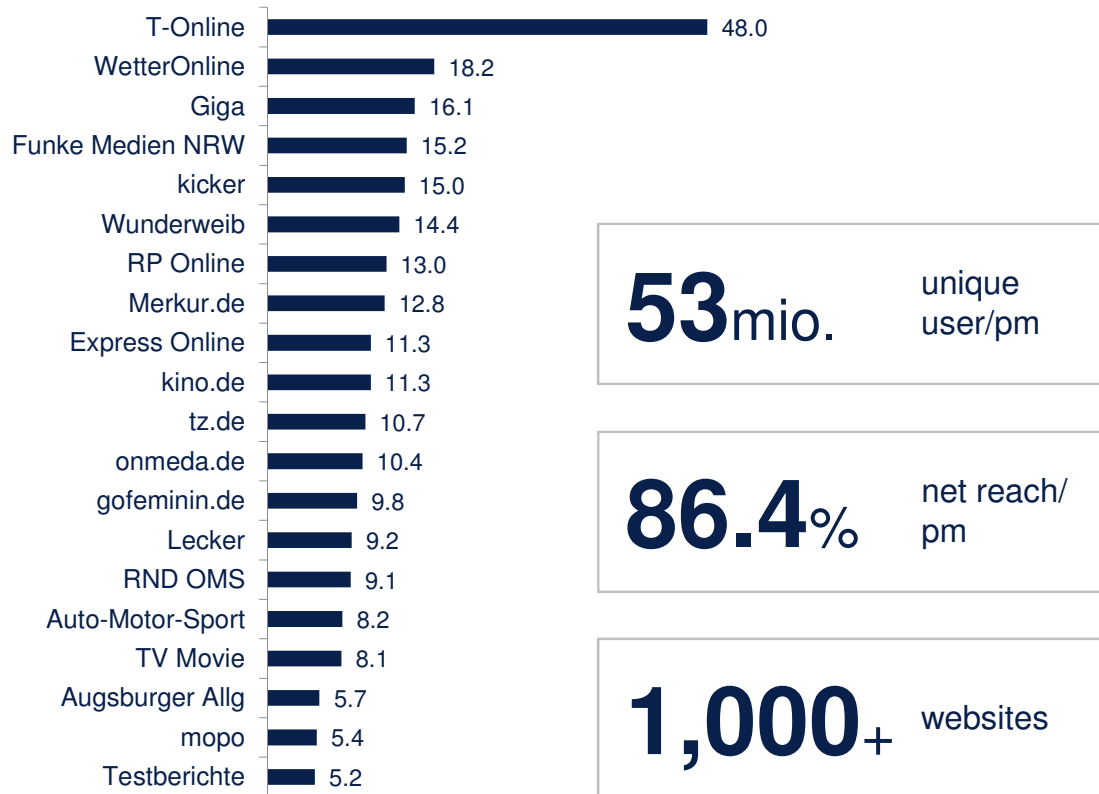 T-Online 48.0
WetterOnline 18.2
Giga 16.1
Funke Medien NRW 15.2
kicker 15.0
Wunderweib 14.4
RP Online 13.0
Merkur.de 12.8
Express Online 11.3
kino.de 11.3
tz.de 10.7
onmeda.de 10.4
gofeminin.de 9.8
Lecker 9.2
RND OMS 9.1
Auto-Motor-Sport 8.2
TV Movie 8.1
Augsburger Allg 5.7
mopo 5.4
Testberichte 5.2
53mio.
unique
user/pm
86.4%
net reach/
pm
1,000+
websites